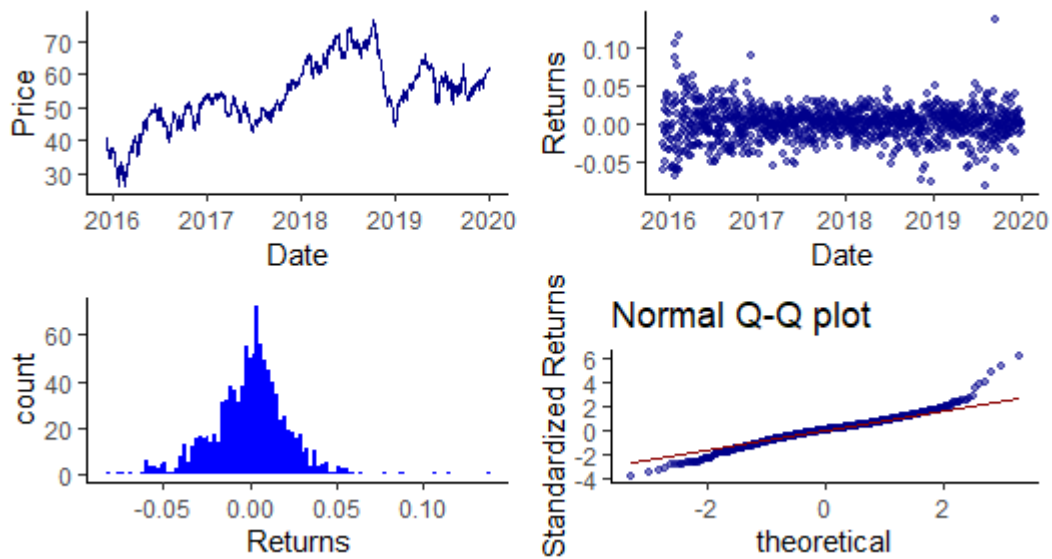 Price
70
60
50
40
30
2016 2017 2018 2019 2020
Date
Returns
0.10
0.05
0.00
-0.05
2016 2017 2018 2019 2020
Date
count
60
40
20
0
-0.05 0.00 0.05 0.10
Returns
Normal Q-Q plot
Standardized Returns
6
4
2
0
-2
-4
-2 0 2
theoretical